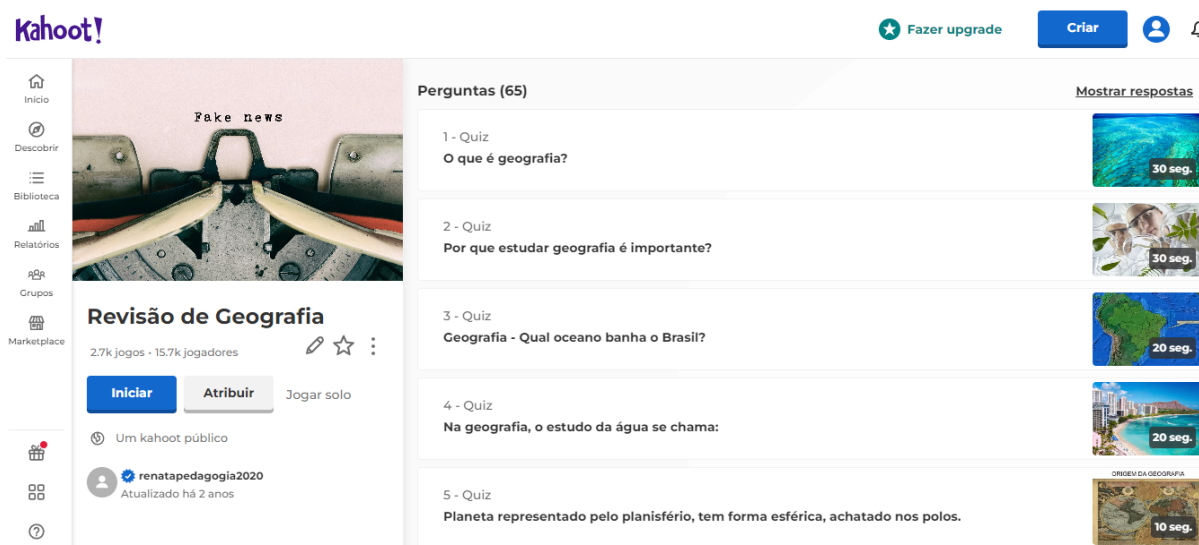 Kahoot!
Fazer upgrade
Criar
Início
Descobrir
Biblioteca
Relatórios
Grupos
Marketplace
Fake news
Revisão de Geografia
2.7k jogos • 15.7k jogadores
Iniciar
Atribuir
Jogar solo
Um kahoot público
renatapedagogia2020
Atualizado há 2 anos
Perguntas (65)
Mostrar respostas
1 - Quiz
O que é geografia?
30 seg.
2 - Quiz
Por que estudar geografia é importante?
30 seg.
3 - Quiz
Geografia - Qual oceano banha o Brasil?
20 seg.
4 - Quiz
Na geografia, o estudo da água se chama:
20 seg.
5 - Quiz
Planeta representado pelo planisfério, tem forma esférica, achatado nos polos.
ORIGEM DA GEOGRAFIA
10 seg.